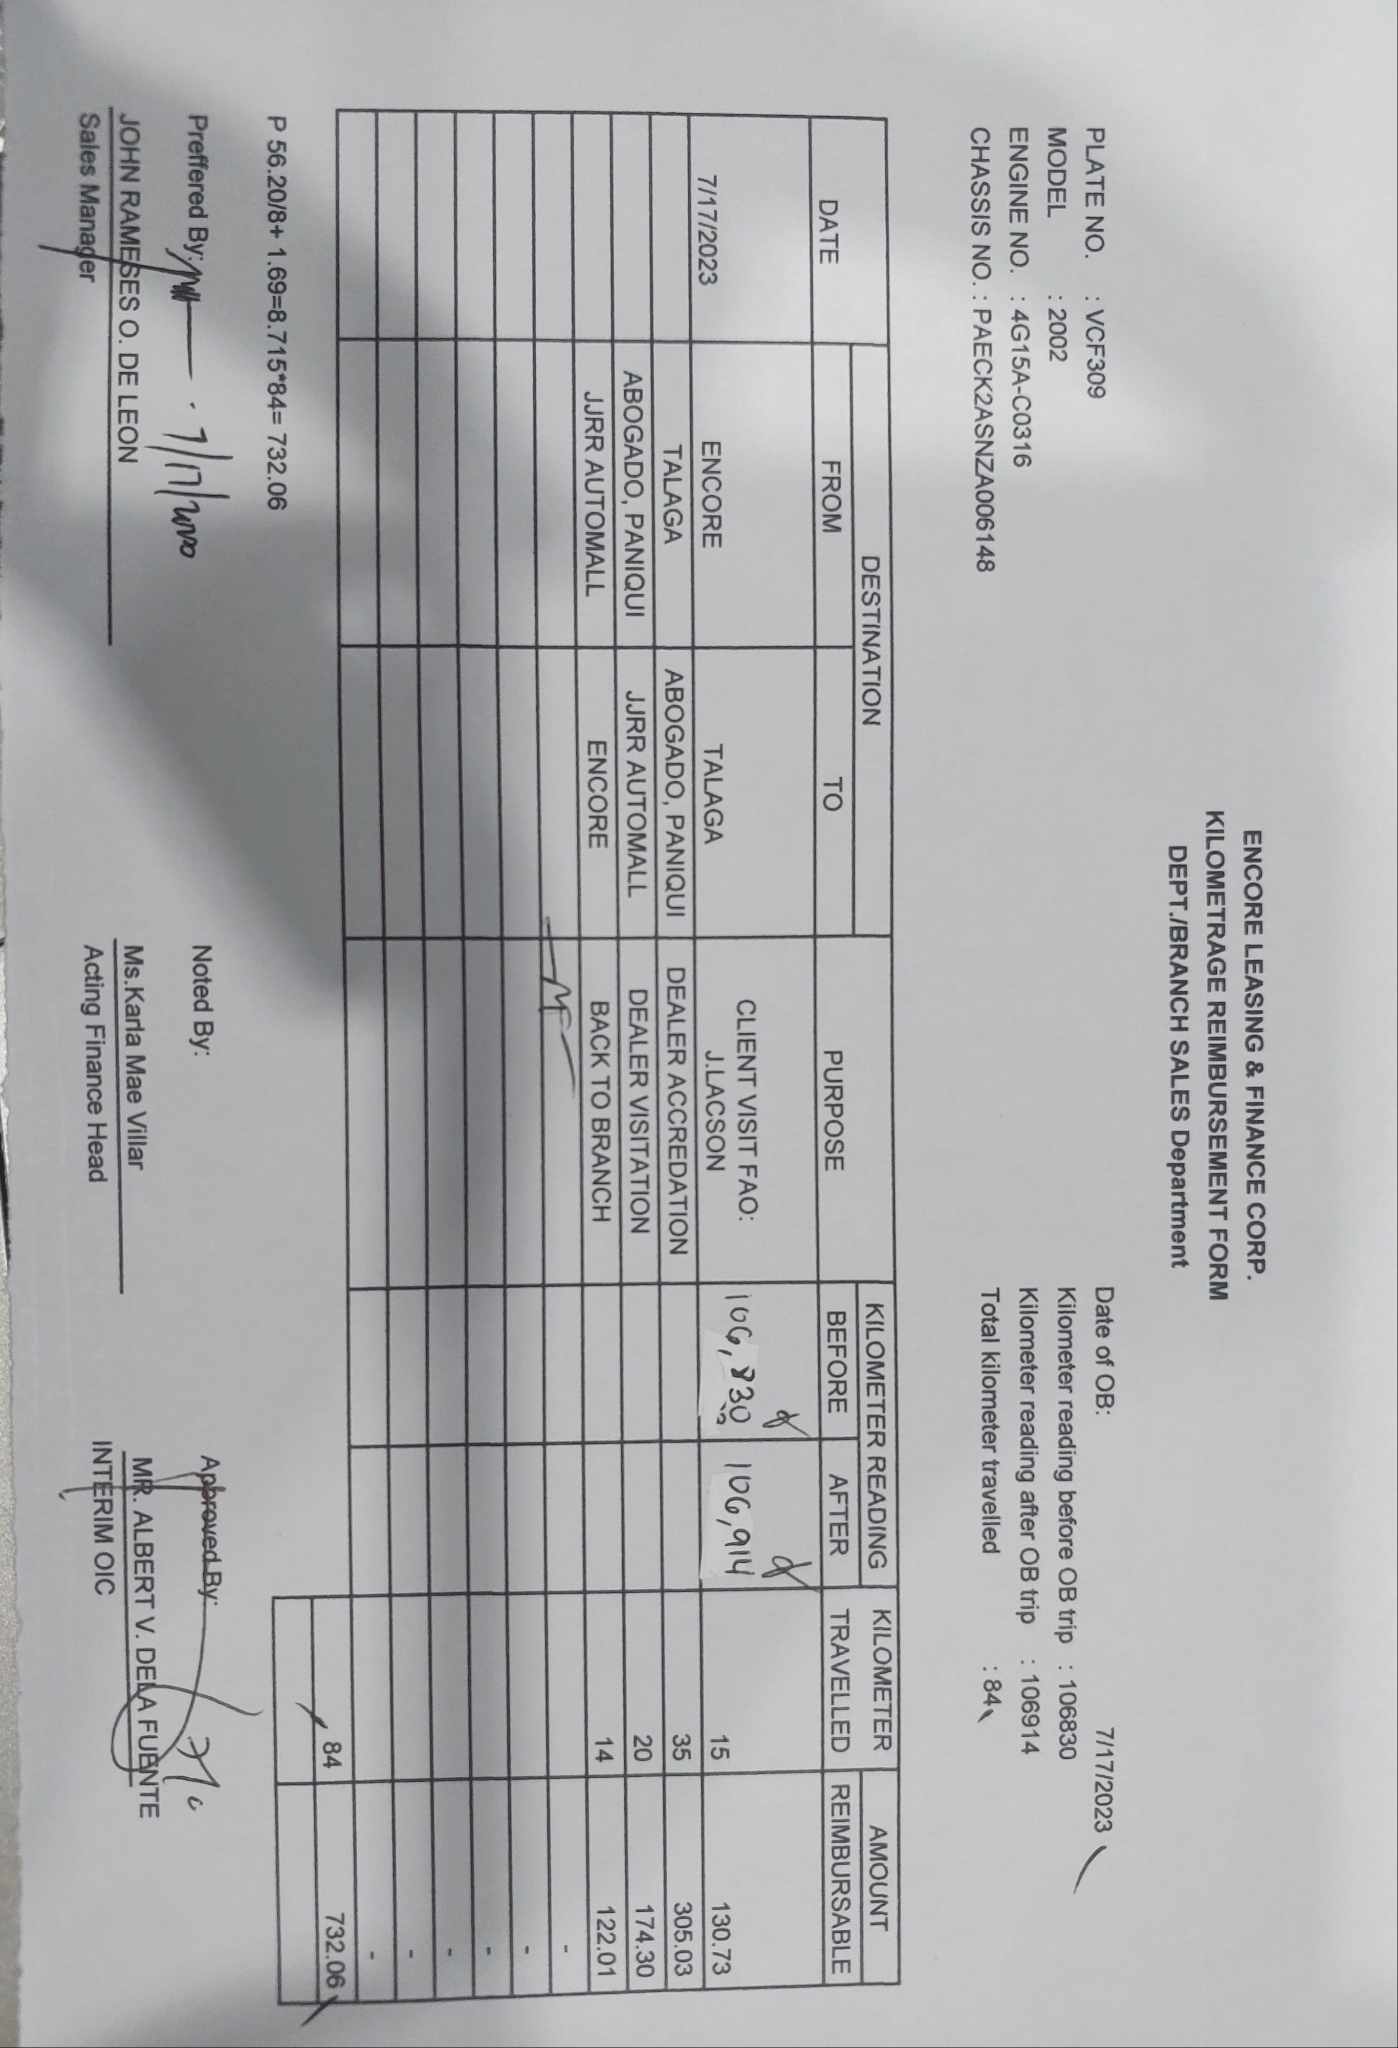 ENCORE LEASING & FINANCE CORP.
KILOMETRAGE REIMBURSEMENT FORM
DEPT./BRANCH SALES Department
PLATE NO. : VCF309
MODEL : 2002
ENGINE NO. : 4G15A-C0316
CHASSIS NO. : PAECK2ASNZA006148
Date of OB: 7/17/2023
Kilometer reading before OB trip : 106830
Kilometer reading after OB trip : 106914
Total kilometer travelled : 84
DATE DESTINATION PURPOSE KILOMETER READING KILOMETER TRAVELLED AMOUNT REIMBURSABLE
FROM TO BEFORE AFTER
7/17/2023 ENCORE TALAGA CLIENT VISIT FAO: J.LACSON 106,830 106,914 15 130.73
TALAGA ABOGADO, PANIQUI DEALER ACCREDATION 35 305.03
ABOGADO, PANIQUI JJRR AUTOMALL DEALER VISITATION 20 174.30
JJRR AUTOMALL ENCORE BACK TO BRANCH 14 122.01
-
-
-
-
-
-
84 732.06
P 56.20/8+ 1.69=8.715*84= 732.06
Preffered By: 7/17/2020
JOHN RAMESES O. DE LEON
Sales Manager
Noted By:
Ms.Karla Mae Villar
Acting Finance Head
Approved By:
MR. ALBERT V. DELA FUENTE
INTERIM OIC